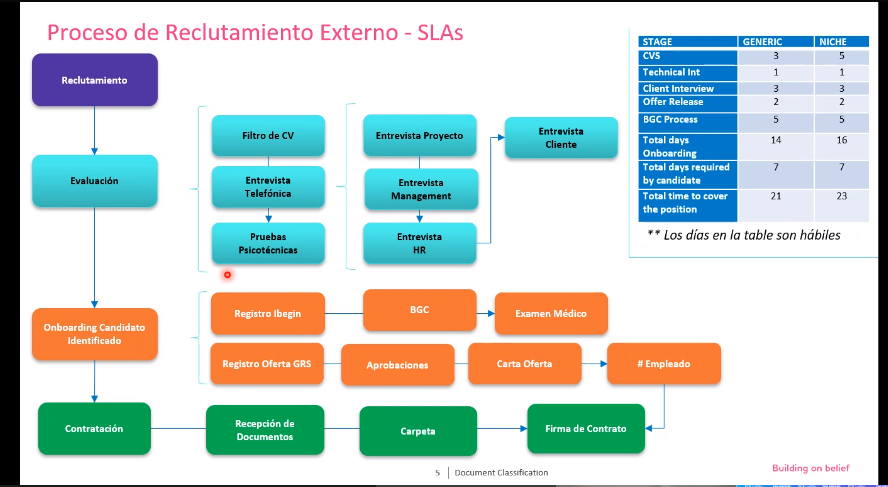 Proceso de Reclutamiento Externo - SLAs
STAGE GENERIC NICHE
CVS 3 5
Technical Int 1 1
Client Interview 3 3
Offer Release 2 2
BGC Process 5 5
Total days
Onboarding 14 16
Total days required
by candidate 7 7
Total time to cover
the position 21 23
** Los días en la table son hábiles
Reclutamiento
Evaluación
Filtro de CV
Entrevista
Telefónica
Pruebas
Psicotécnicas
Entrevista Proyecto
Entrevista
Management
Entrevista
HR
Entrevista
Cliente
Onboarding Candidato
Identificado
Registro Ibegin
BGC
Examen Médico
Registro Oferta GRS
Aprobaciones
Carta Oferta
# Empleado
Contratación
Recepción de
Documentos
Carpeta
Firma de Contrato
5 | Document Classification
Building on belief